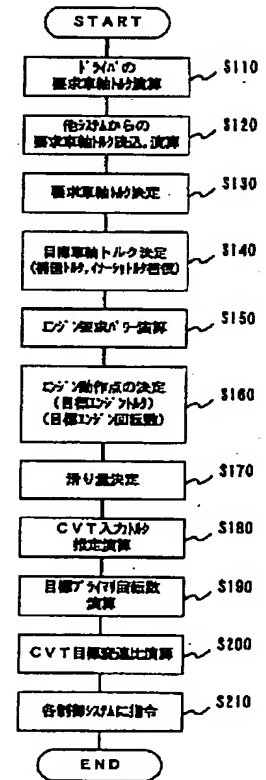 START
ドライバの
要求車軸トルク演算
S110
他システムからの
要求車軸トルク読込,演算
S120
要求車軸トルク決定
S130
目標車軸トルク決定
(補償トルク,イナーシャトルク考慮)
S140
エンジン要求パワー演算
S150
エンジン動作点の決定
(目標エンジントルク)
(目標エンジン回転数)
S160
滑り量決定
S170
CVT入力トルク
推定演算
S180
目標プライマリ回転数
演算
S190
CVT目標変速比演算
S200
各制御システムに指令
S210
END